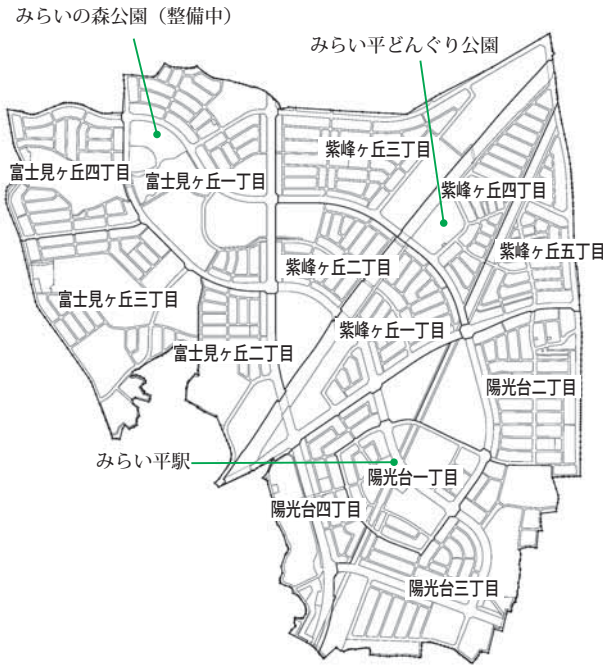 みらいの森公園（整備中）
みらい平どんぐり公園
紫峰ヶ丘三丁目
富士見ヶ丘四丁目
富士見ヶ丘一丁目
紫峰ヶ丘四丁目
紫峰ヶ丘五丁目
紫峰ヶ丘二丁目
富士見ヶ丘三丁目
紫峰ヶ丘一丁目
富士見ヶ丘二丁目
陽光台二丁目
みらい平駅
陽光台一丁目
陽光台四丁目
陽光台三丁目